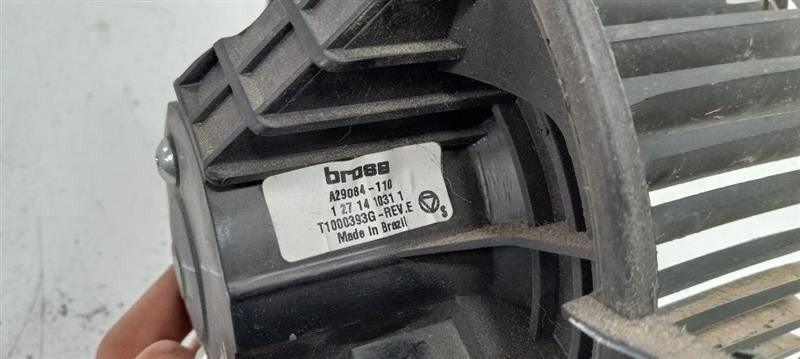 brose
A29084-110
1 27 14 1031 1
T1000393G-REV.E
Made in Brazil
S